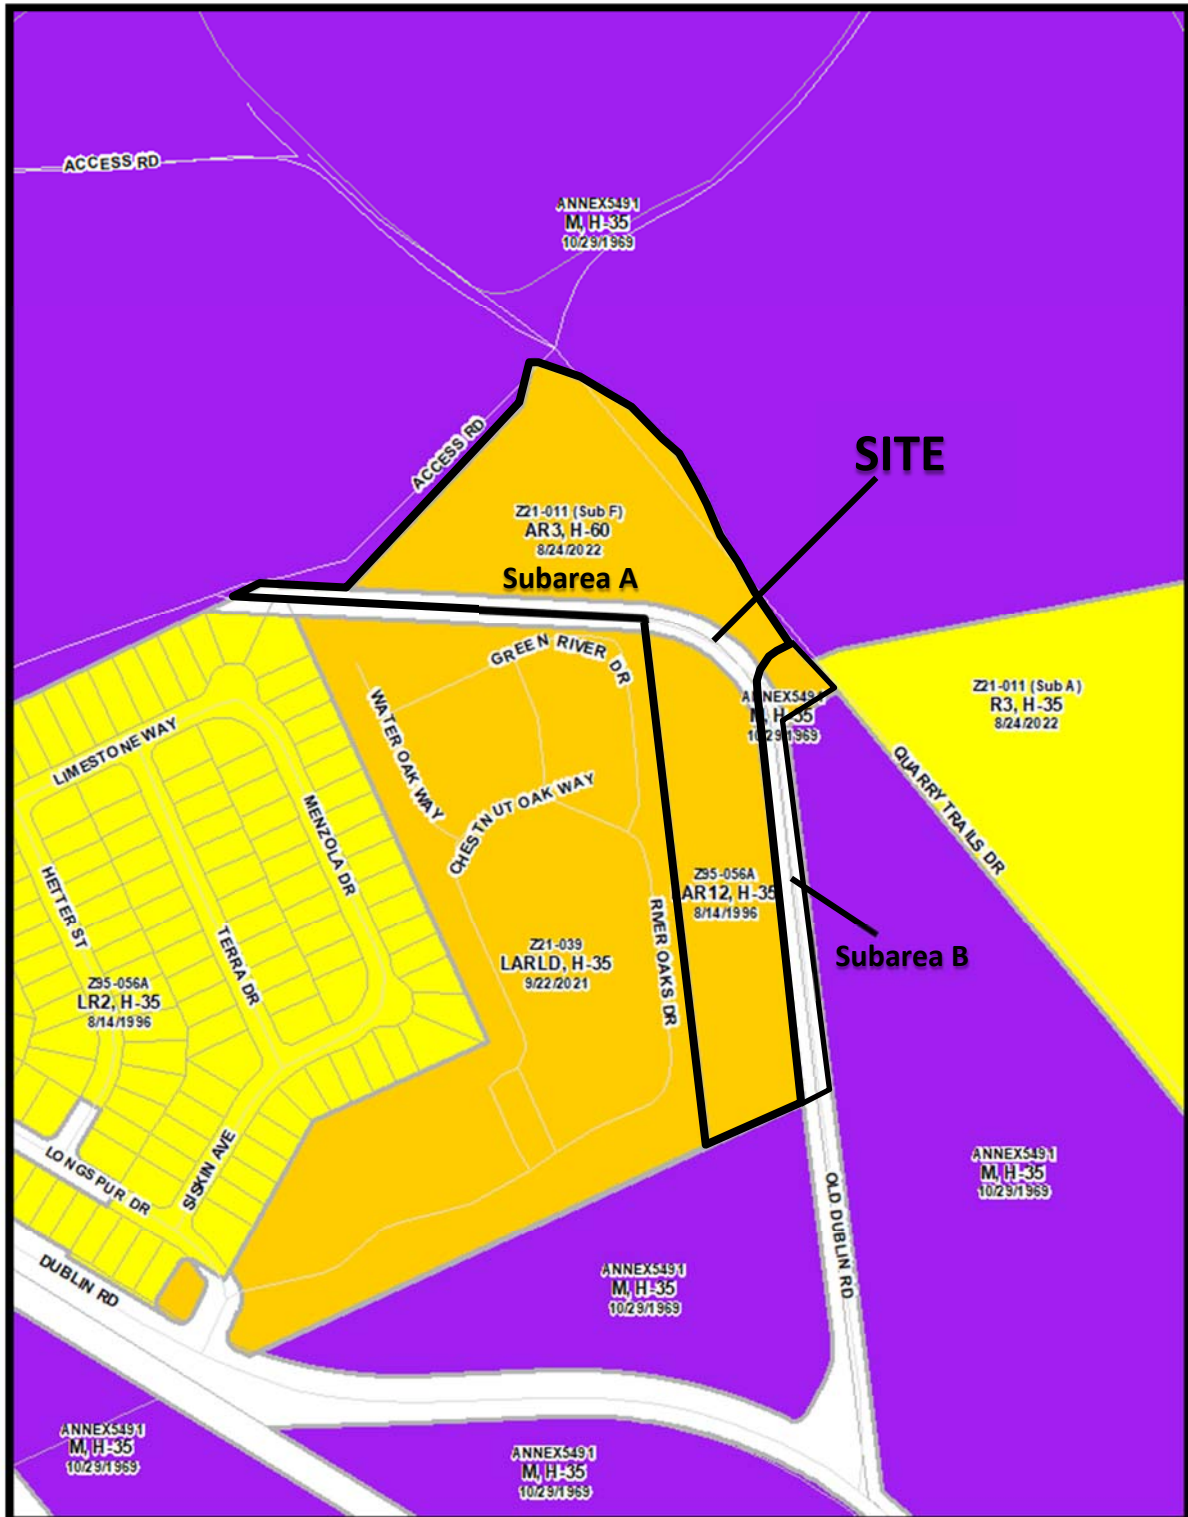 ACCESS RD
ANNEX5491
M, H-35
10/29/1969
ACCESS RD
SITE
Z21-011 (Sub F)
AR3, H-60
8/24/2022
Subarea A
GREEN RIVER DR
Z21-011 (Sub A)
R3, H-35
8/24/2022
ANNEX5491
M, H-35
10/29/1969
WATER OAK WAY
LIMESTONE WAY
QUARRY TRAILS DR
CHESTNUT OAK WAY
MENZOLA DR
HETTER ST
Z95-056A
AR12, H-35
8/14/1996
RIVER OAKS DR
TERRA DR
Z21-039
LARLD, H-35
9/22/2021
Subarea B
Z95-056A
LR2, H-35
8/14/1996
SISKIN AVE
LONGSPUR DR
ANNEX5491
M, H-35
10/29/1969
OLD DUBLIN RD
DUBLIN RD
ANNEX5491
M, H-35
10/29/1969
ANNEX5491
M, H-35
10/29/1969
ANNEX5491
M, H-35
10/29/1969